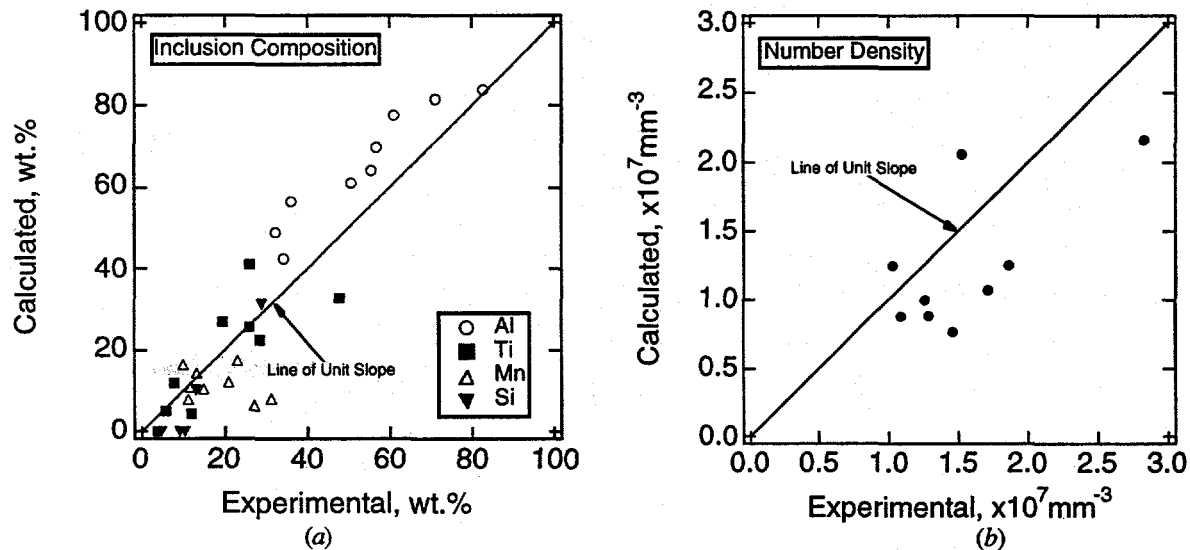 Inclusion Composition
100
80
60
40
20
0
Calculated, wt.%
Line of Unit Slope
Al
Ti
Mn
Si
0 20 40 60 80 100
Experimental, wt.%
(a)
Number Density
3.0
2.5
2.0
1.5
1.0
0.5
0.0
Calculated, x10⁷mm⁻³
Line of Unit Slope
0.0 0.5 1.0 1.5 2.0 2.5 3.0
Experimental, x10⁷mm⁻³
(b)